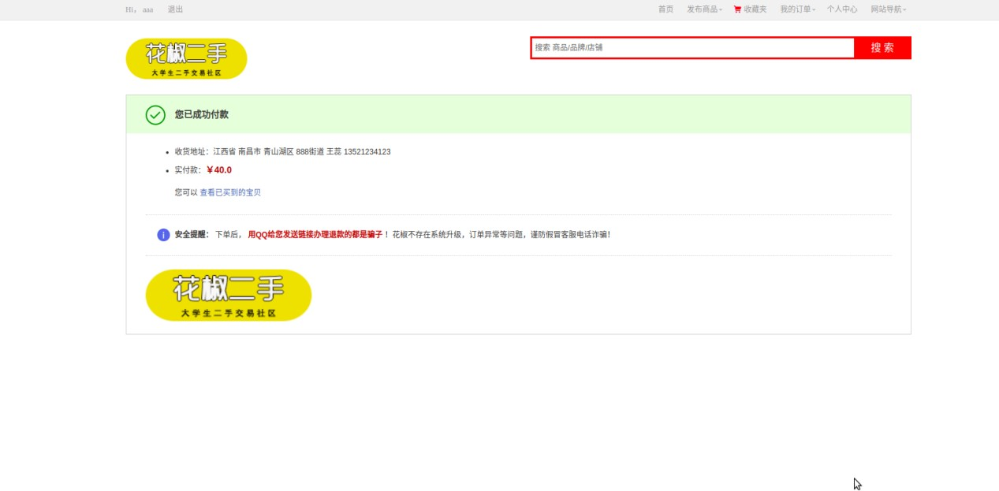 Hi, aaa 退出 首页 发布商品 收藏夹 我的订单 个人中心 网站导航
花椒二手
大学生二手交易社区
搜索 商品/品牌/店铺 搜 索
您已成功付款
收货地址：江西省 南昌市 青山湖区 888街道 王蕊 13521234123
实付款：￥40.0
您可以 查看已买到的宝贝
安全提醒： 下单后，用QQ给您发送链接办理退款的都是骗子！花椒不存在系统升级，订单异常等问题，谨防假冒客服电话诈骗！
花椒二手
大学生二手交易社区